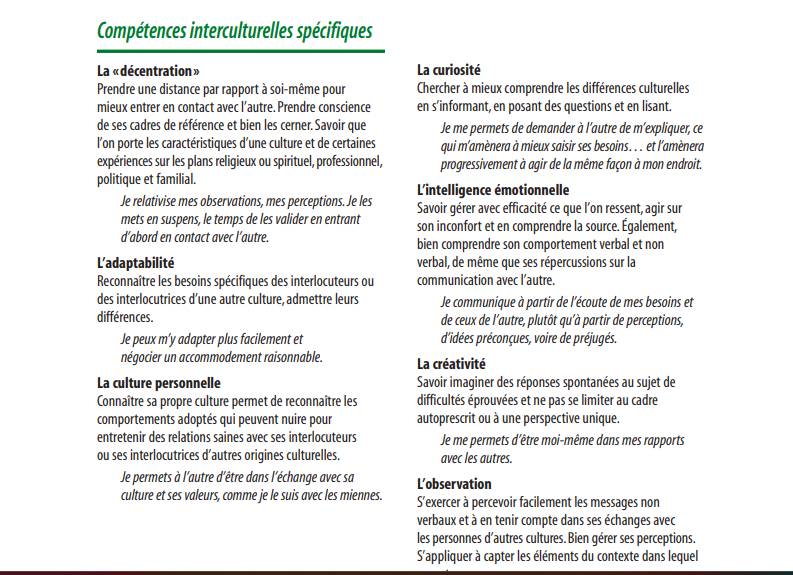 Compétences interculturelles spécifiques
La «décentration»
Prendre une distance par rapport à soi-même pour
mieux entrer en contact avec l'autre. Prendre conscience
de ses cadres de référence et bien les cerner. Savoir que
l'on porte les caractéristiques d'une culture et de certaines
expériences sur les plans religieux ou spirituel, professionnel,
politique et familial.
Je relativise mes observations, mes perceptions. Je les
mets en suspens, le temps de les valider en entrant
d'abord en contact avec l'autre.
L'adaptabilité
Reconnaître les besoins spécifiques des interlocuteurs ou
des interlocutrices d'une autre culture, admettre leurs
différences.
Je peux m'y adapter plus facilement et
négocier un accommodement raisonnable.
La culture personnelle
Connaître sa propre culture permet de reconnaître les
comportements adoptés qui peuvent nuire pour
entretenir des relations saines avec ses interlocuteurs
ou ses interlocutrices d'autres origines culturelles.
Je permets à l'autre d'être dans l'échange avec sa
culture et ses valeurs, comme je le suis avec les miennes.
La curiosité
Chercher à mieux comprendre les différences culturelles
en s'informant, en posant des questions et en lisant.
Je me permets de demander à l'autre de m'expliquer, ce
qui m'amènera à mieux saisir ses besoins… et l'amènera
progressivement à agir de la même façon à mon endroit.
L'intelligence émotionnelle
Savoir gérer avec efficacité ce que l'on ressent, agir sur
son inconfort et en comprendre la source. Également,
bien comprendre son comportement verbal et non
verbal, de même que ses répercussions sur la
communication avec l'autre.
Je communique à partir de l'écoute de mes besoins et
de ceux de l'autre, plutôt qu'à partir de perceptions,
d'idées préconçues, voire de préjugés.
La créativité
Savoir imaginer des réponses spontanées au sujet de
difficultés éprouvées et ne pas se limiter au cadre
autoprescrit ou à une perspective unique.
Je me permets d'être moi-même dans mes rapports
avec les autres.
L'observation
S'exercer à percevoir facilement les messages non
verbaux et à en tenir compte dans ses échanges avec
les personnes d'autres cultures. Bien gérer ses perceptions.
S'appliquer à capter les éléments du contexte dans lequel